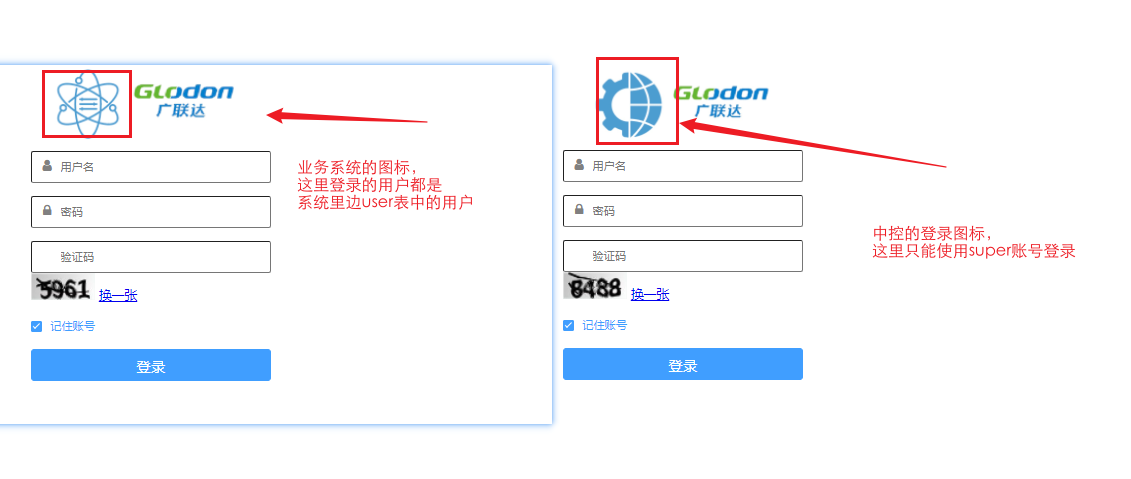 GLodon
广联达
用户名
密码
验证码
5961 换一张
记住账号
登录
业务系统的图标，
这里登录的用户都是
系统里边user表中的用户
GLodon
广联达
用户名
密码
验证码
8488 换一张
记住账号
登录
中控的登录图标，
这里只能使用super账号登录